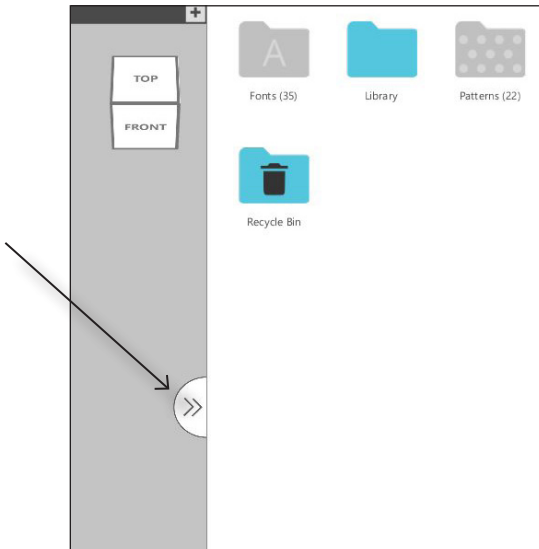 TOP
FRONT
A
Fonts (35)
Library
Patterns (22)
Recycle Bin